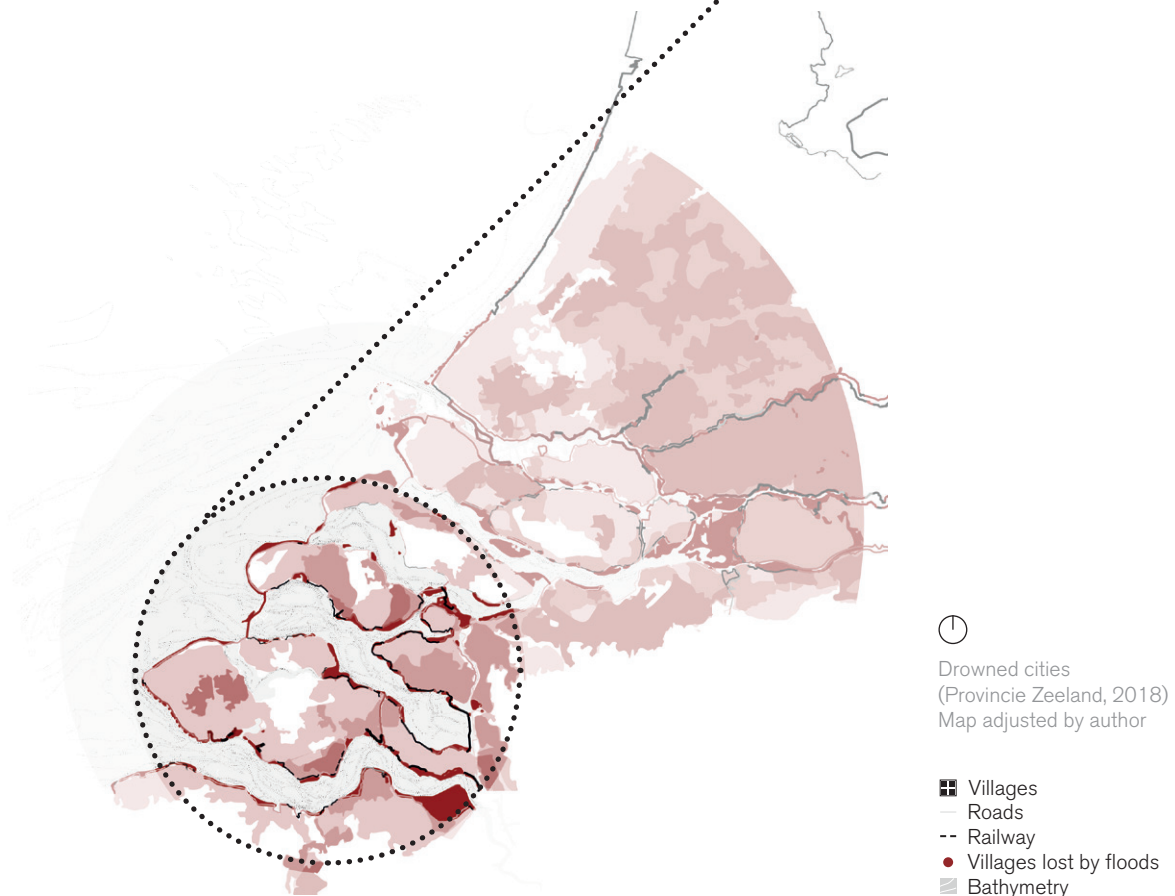 Drowned cities
(Provincie Zeeland, 2018)
Map adjusted by author
Villages
Roads
Railway
Villages lost by floods
Bathymetry